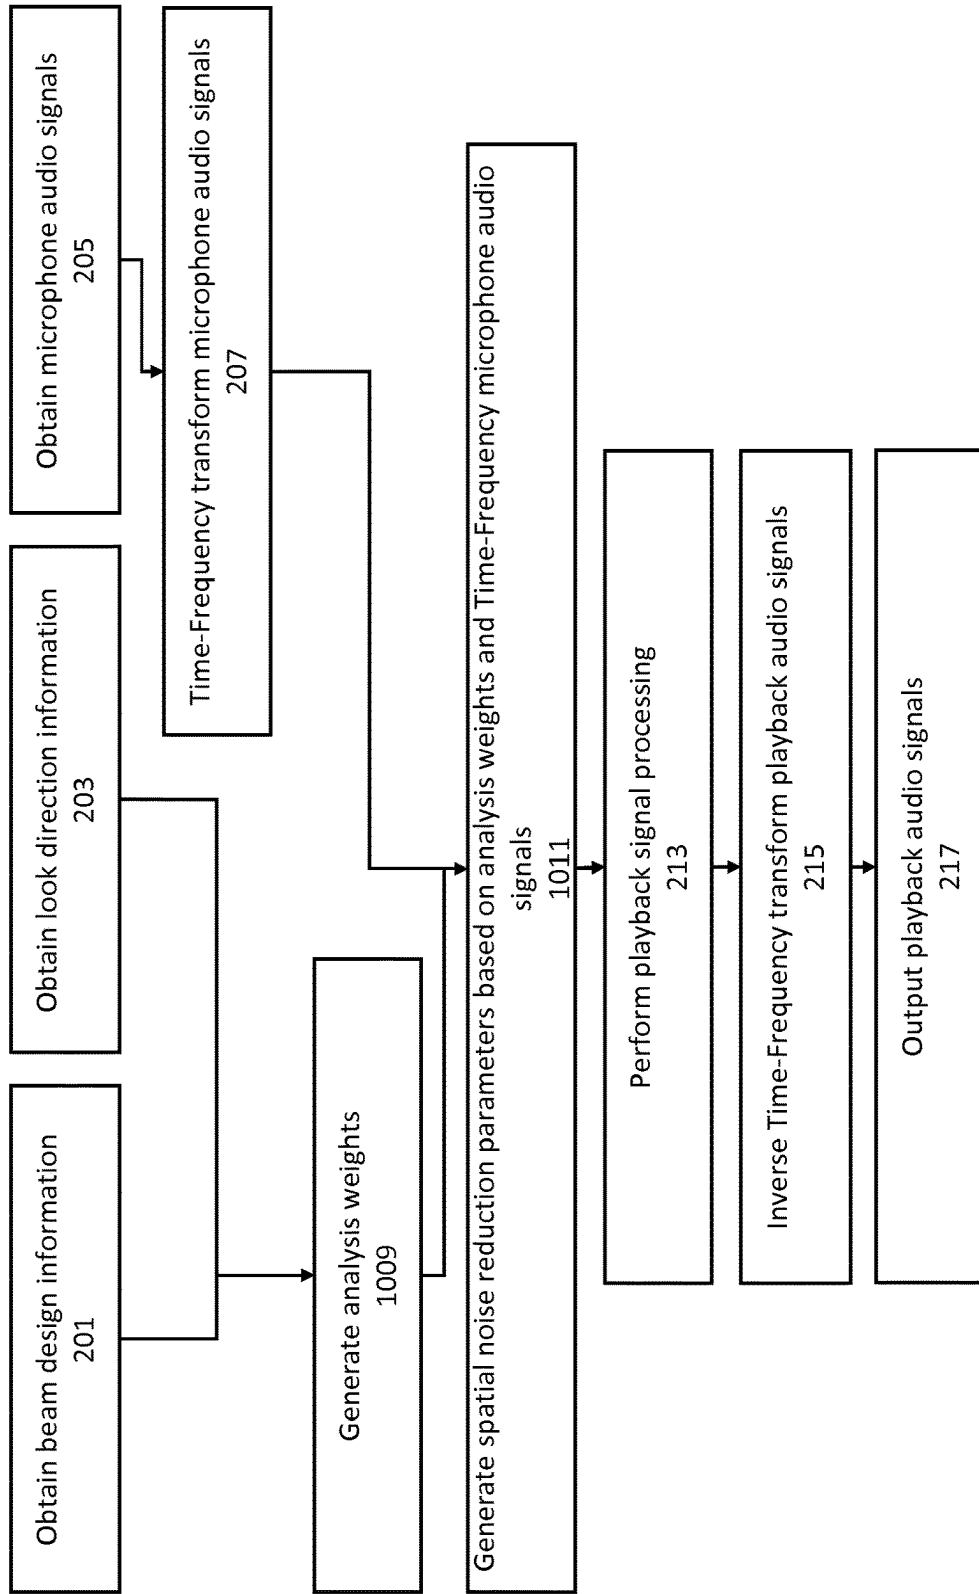 Obtain beam design information
201
Obtain look direction information
203
Obtain microphone audio signals
205
Time-Frequency transform microphone audio signals
207
Generate analysis weights
1009
Generate spatial noise reduction parameters based on analysis weights and Time-Frequency microphone audio
signals
1011
Perform playback signal processing
213
Inverse Time-Frequency transform playback audio signals
215
Output playback audio signals
217